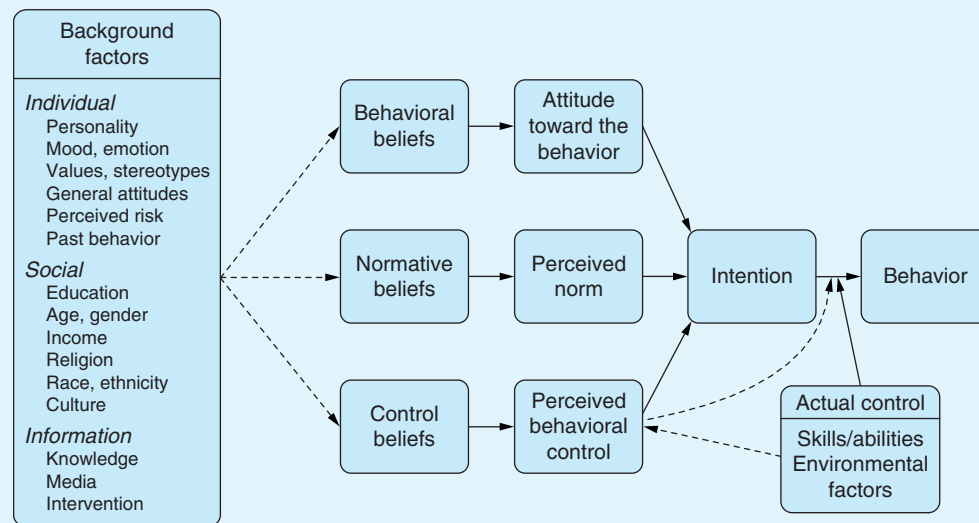 Background
factors
Individual
Personality
Mood, emotion
Values, stereotypes
General attitudes
Perceived risk
Past behavior
Social
Education
Age, gender
Income
Religion
Race, ethnicity
Culture
Information
Knowledge
Media
Intervention
Behavioral
beliefs
Attitude
toward the
behavior
Normative
beliefs
Perceived
norm
Intention
Behavior
Control
beliefs
Perceived
behavioral
control
Actual control
Skills/abilities
Environmental
factors